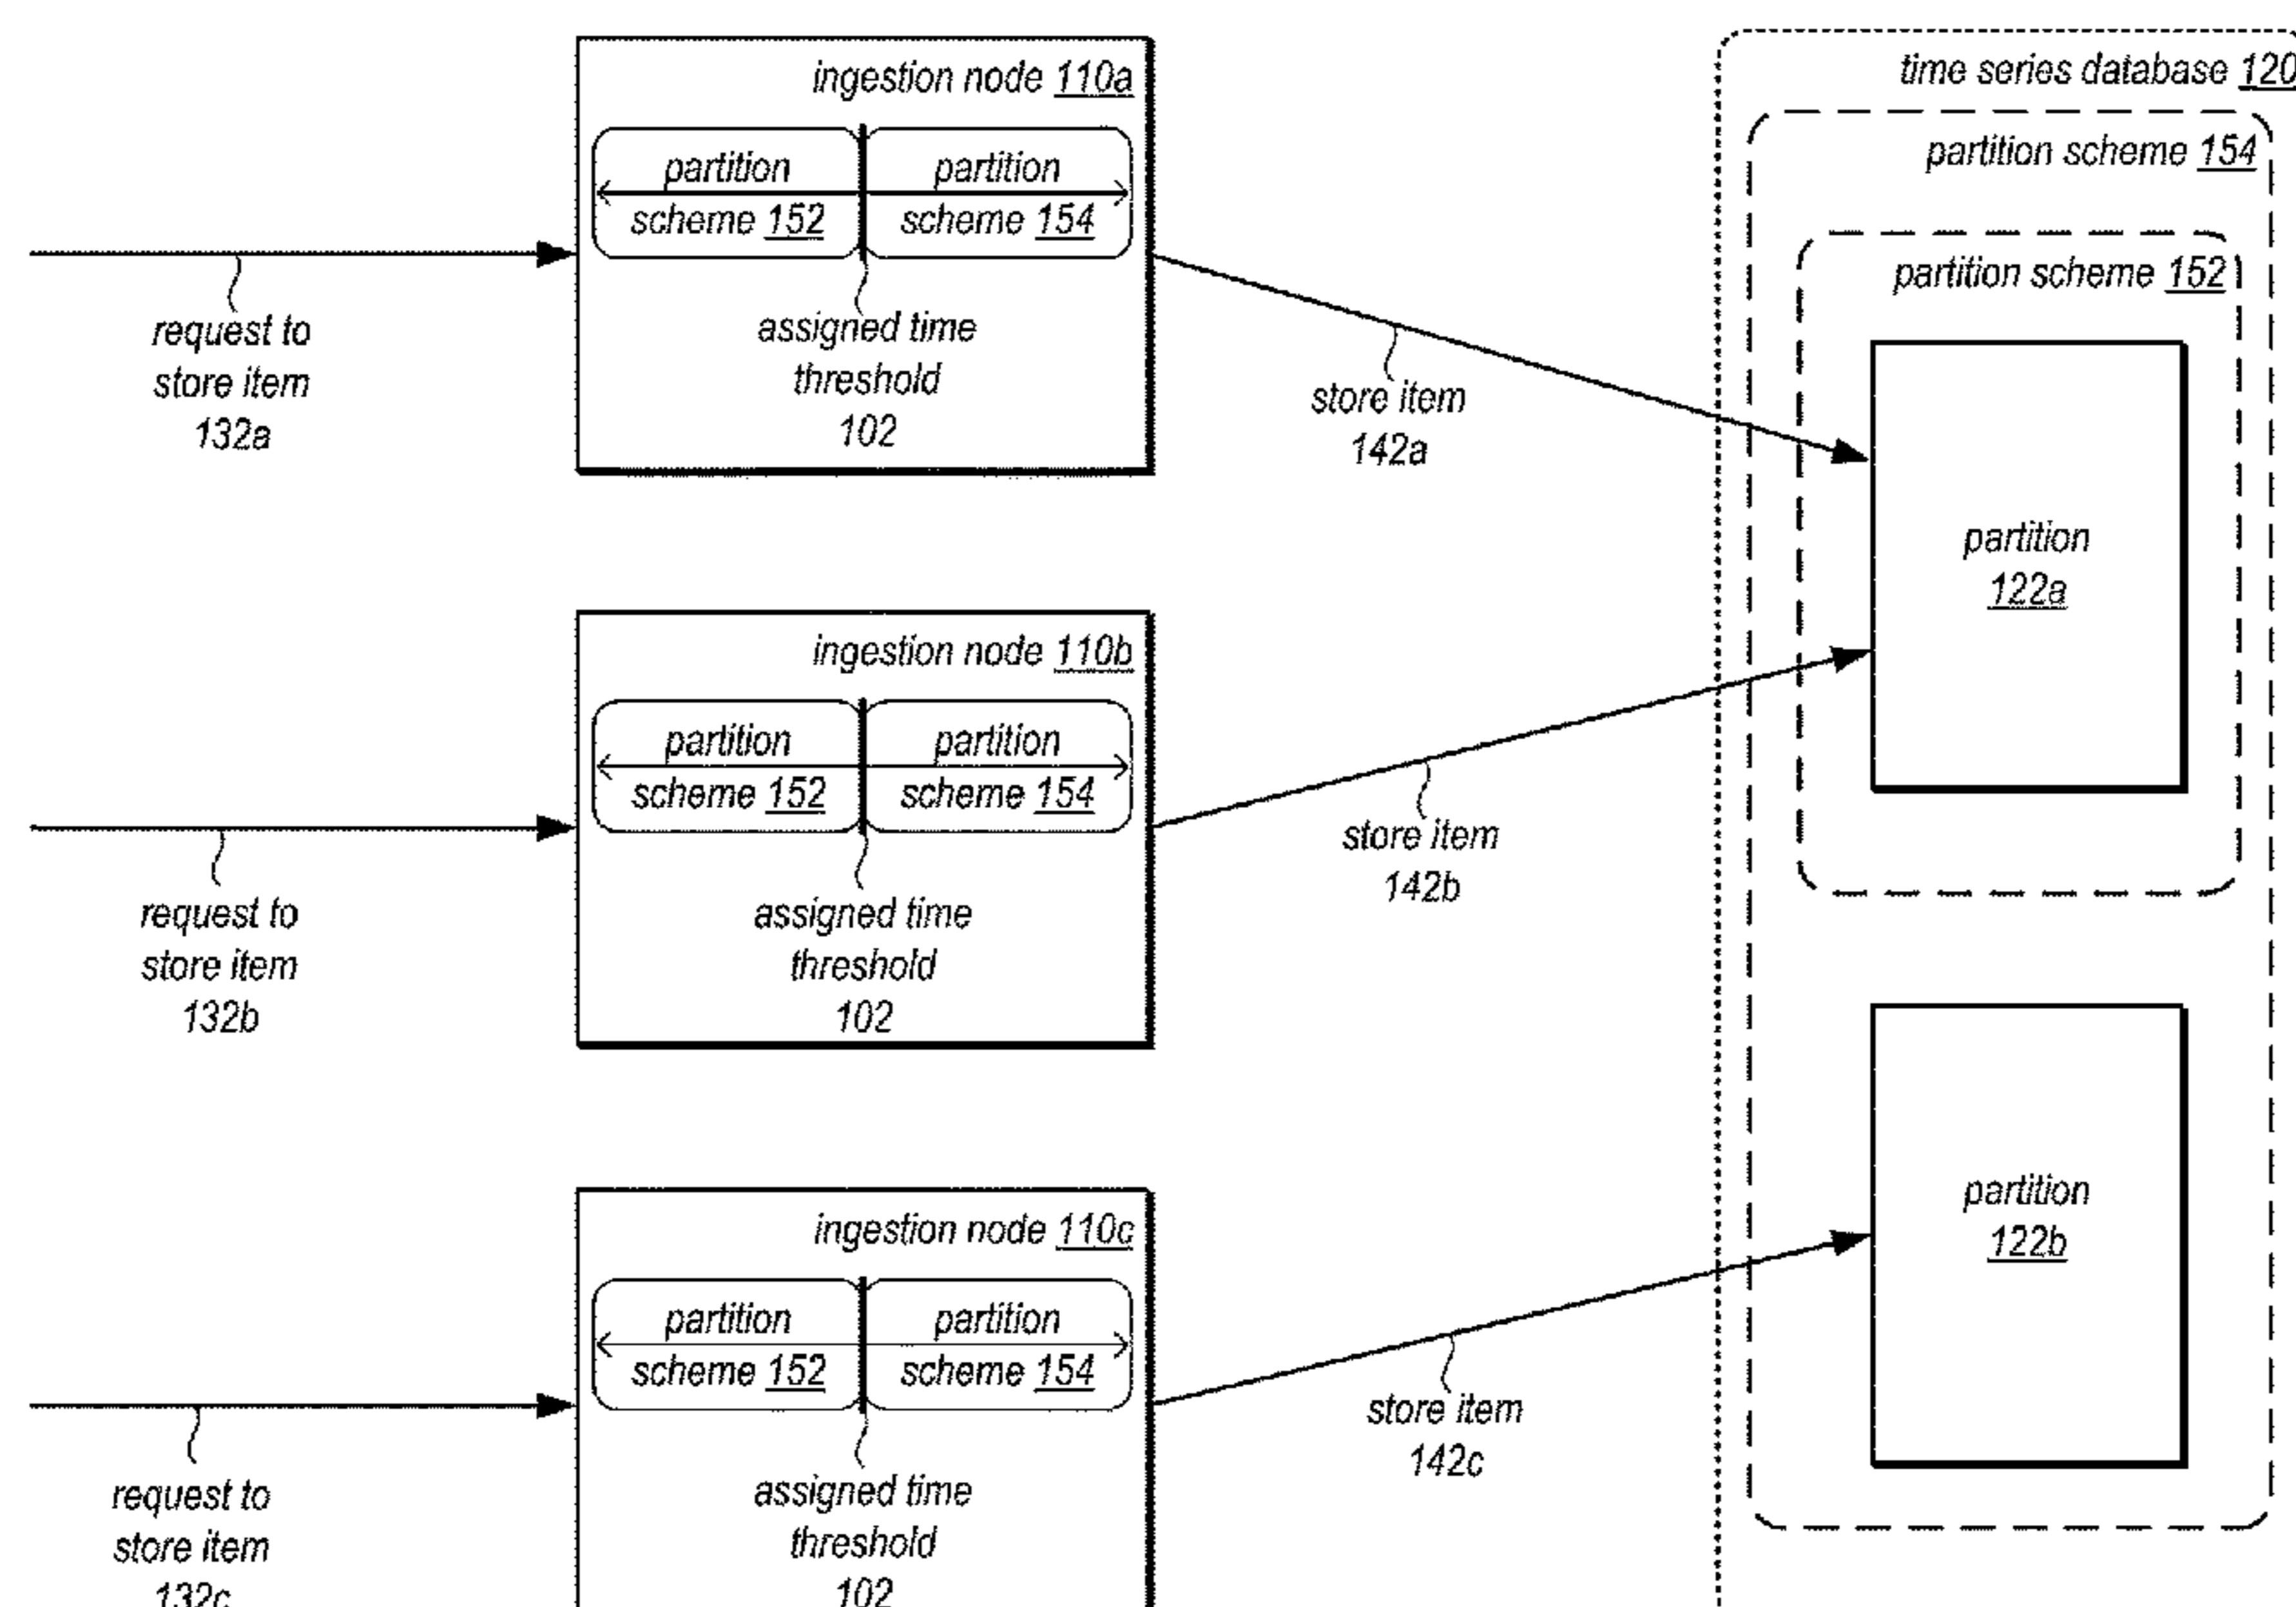 ingestion node 110a
partition
scheme 152
partition
scheme 154
assigned time
threshold
102
request to
store item
132a
store item
142a
time series database 120
partition scheme 154
partition scheme 152
partition
122a
ingestion node 110b
partition
scheme 152
partition
scheme 154
assigned time
threshold
102
request to
store item
132b
store item
142b
partition
122b
ingestion node 110c
partition
scheme 152
partition
scheme 154
assigned time
threshold
102
request to
store item
132c
store item
142c